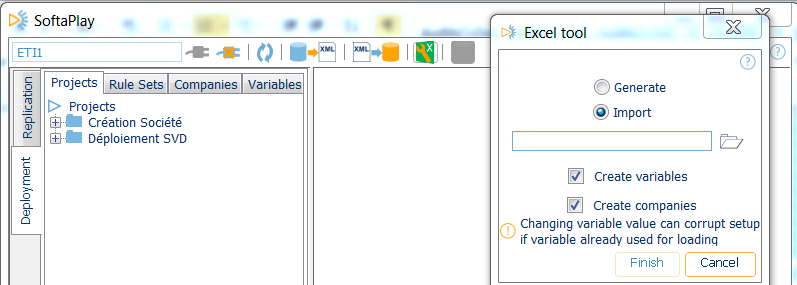 SoftaPlay
ETI1
XML
XML
X
?
Replication
Deployment
Projects
Rule Sets
Companies
Variables
Projects
Création Société
Déploiement SVD
Excel tool
?
Generate
Import
Create variables
Create companies
Changing variable value can corrupt setup
if variable already used for loading
Finish
Cancel